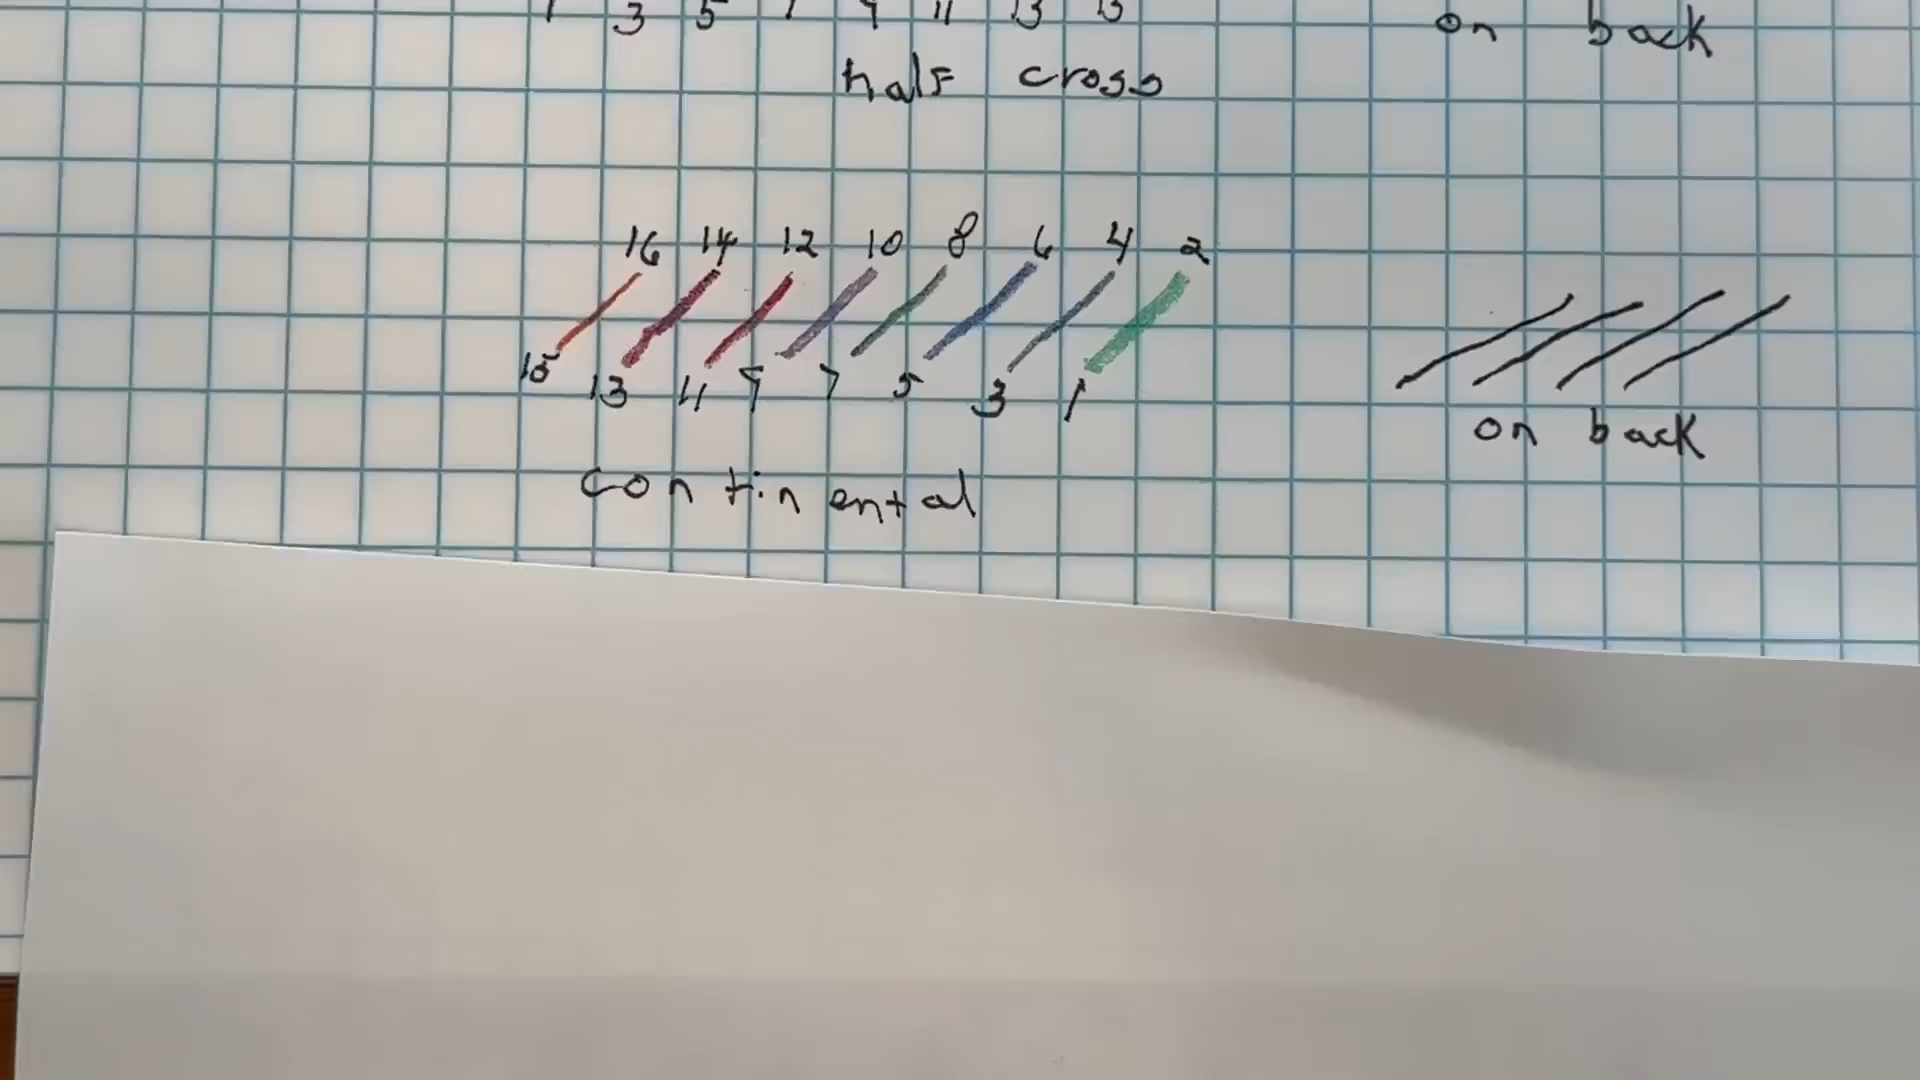 3 5 7 9 11 13 15
on back
half cross
16 14 12 10 8 6 4 2
15 13 11 9 7 5 3 1
on back
continental